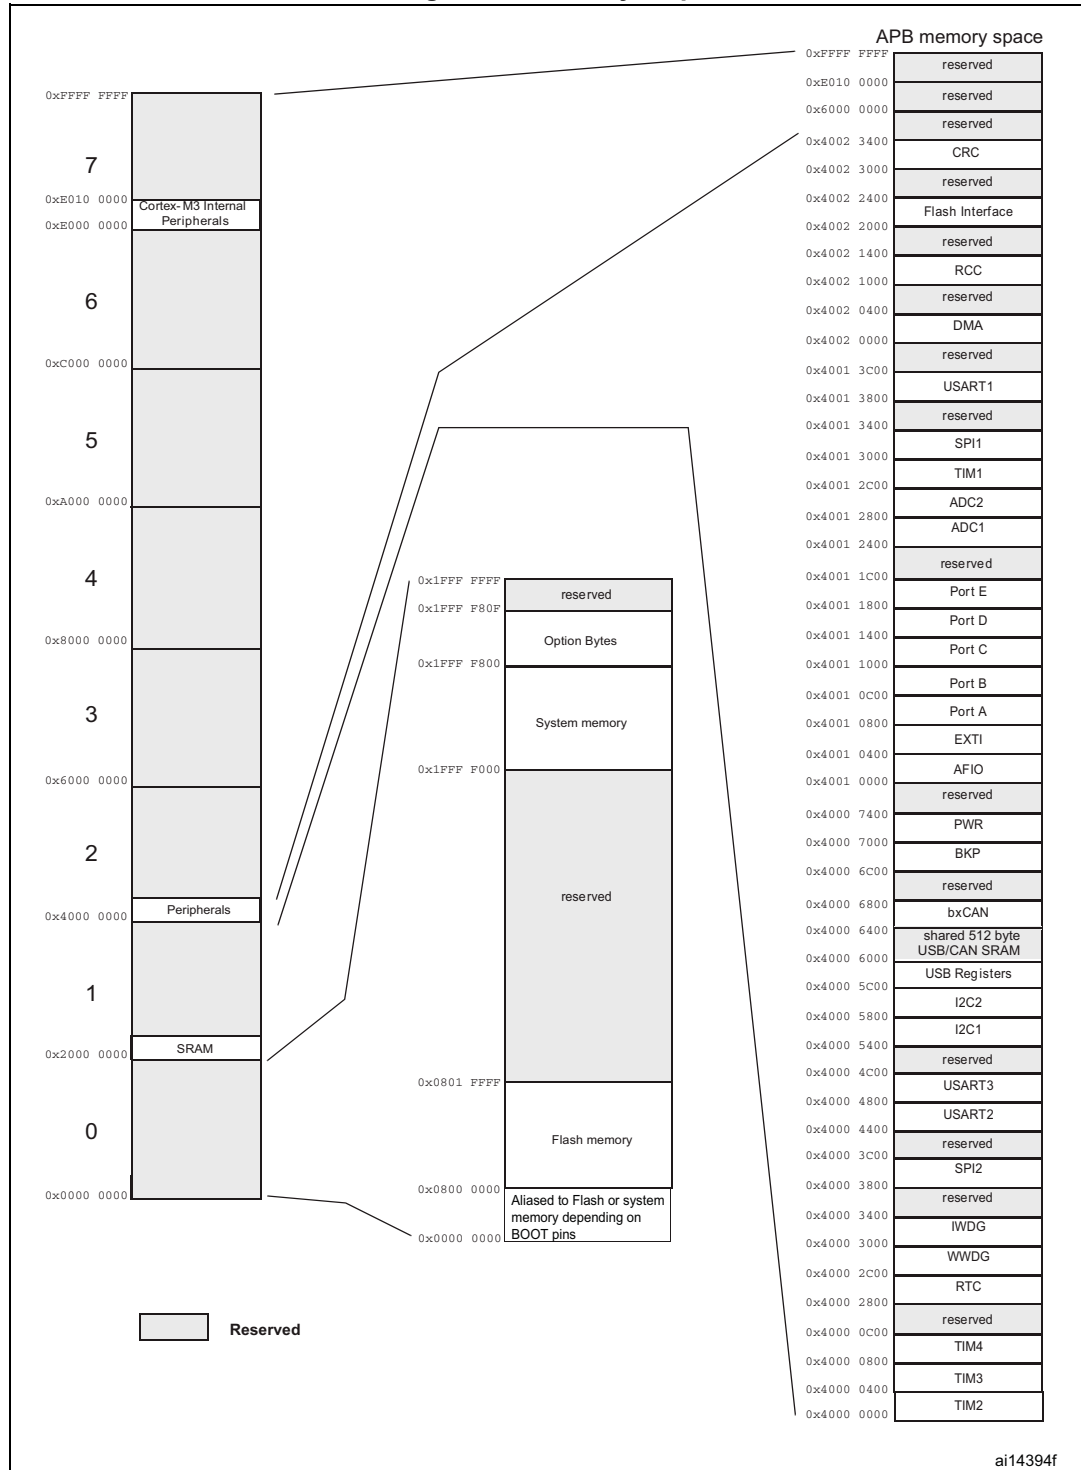 APB memory space
0xFFFF FFFF
reserved
0xE010 0000
reserved
0x6000 0000
reserved
0x4002 3400
CRC
0x4002 3000
reserved
0x4002 2400
Flash Interface
0x4002 2000
reserved
0x4002 1400
RCC
0x4002 1000
reserved
0x4002 0400
DMA
0x4002 0000
reserved
0x4001 3C00
USART1
0x4001 3800
reserved
0x4001 3400
SPI1
0x4001 3000
TIM1
0x4001 2C00
ADC2
0x4001 2800
ADC1
0x4001 2400
reserved
0x4001 1C00
Port E
0x4001 1800
Port D
0x4001 1400
Port C
0x4001 1000
Port B
0x4001 0C00
Port A
0x4001 0800
EXTI
0x4001 0400
AFIO
0x4001 0000
reserved
0x4000 7400
PWR
0x4000 7000
BKP
0x4000 6C00
reserved
0x4000 6800
bxCAN
0x4000 6400
shared 512 byte
USB/CAN SRAM
0x4000 6000
USB Registers
0x4000 5C00
I2C2
0x4000 5800
I2C1
0x4000 5400
reserved
0x4000 4C00
USART3
0x4000 4800
USART2
0x4000 4400
reserved
0x4000 3C00
SPI2
0x4000 3800
reserved
0x4000 3400
IWDG
0x4000 3000
WWDG
0x4000 2C00
RTC
0x4000 2800
reserved
0x4000 0C00
TIM4
0x4000 0800
TIM3
0x4000 0400
TIM2
0x4000 0000
0xFFFF FFFF
7
0xE010 0000
Cortex-M3 Internal
Peripherals
0xE000 0000
6
0xC000 0000
5
0xA000 0000
4
0x8000 0000
3
0x6000 0000
2
Peripherals
0x4000 0000
1
SRAM
0x2000 0000
0
0x0000 0000
0x1FFF FFFF
reserved
0x1FFF F80F
Option Bytes
0x1FFF F800
System memory
0x1FFF F000
reserved
0x0801 FFFF
Flash memory
0x0800 0000
Aliased to Flash or system
memory depending on
BOOT pins
0x0000 0000
Reserved
ai14394f